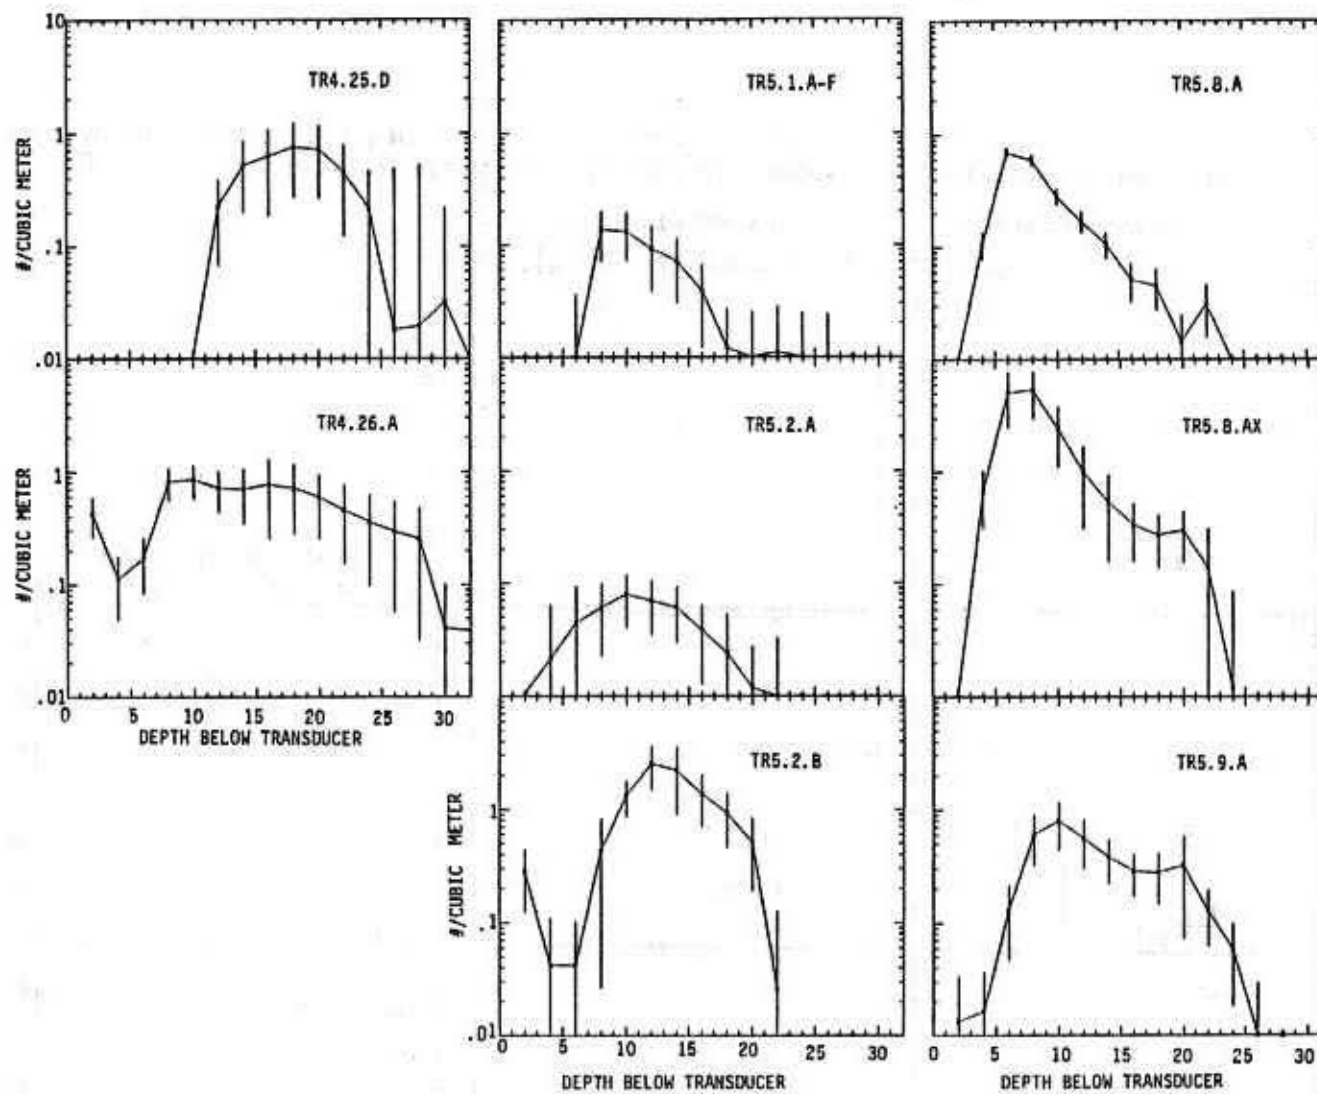 10
TR4.25.D
TR5.1.A-F
TR5.8.A
1
#/CUBIC METER
.1
.01
TR4.26.A
TR5.2.A
TR5.8.AX
1
#/CUBIC METER
.1
.01
0 5 10 15 20 25 30
DEPTH BELOW TRANSDUCER
TR5.2.B
TR5.9.A
1
#/CUBIC METER
.1
.01
0 5 10 15 20 25 30
0 5 10 15 20 25 30
DEPTH BELOW TRANSDUCER
DEPTH BELOW TRANSDUCER